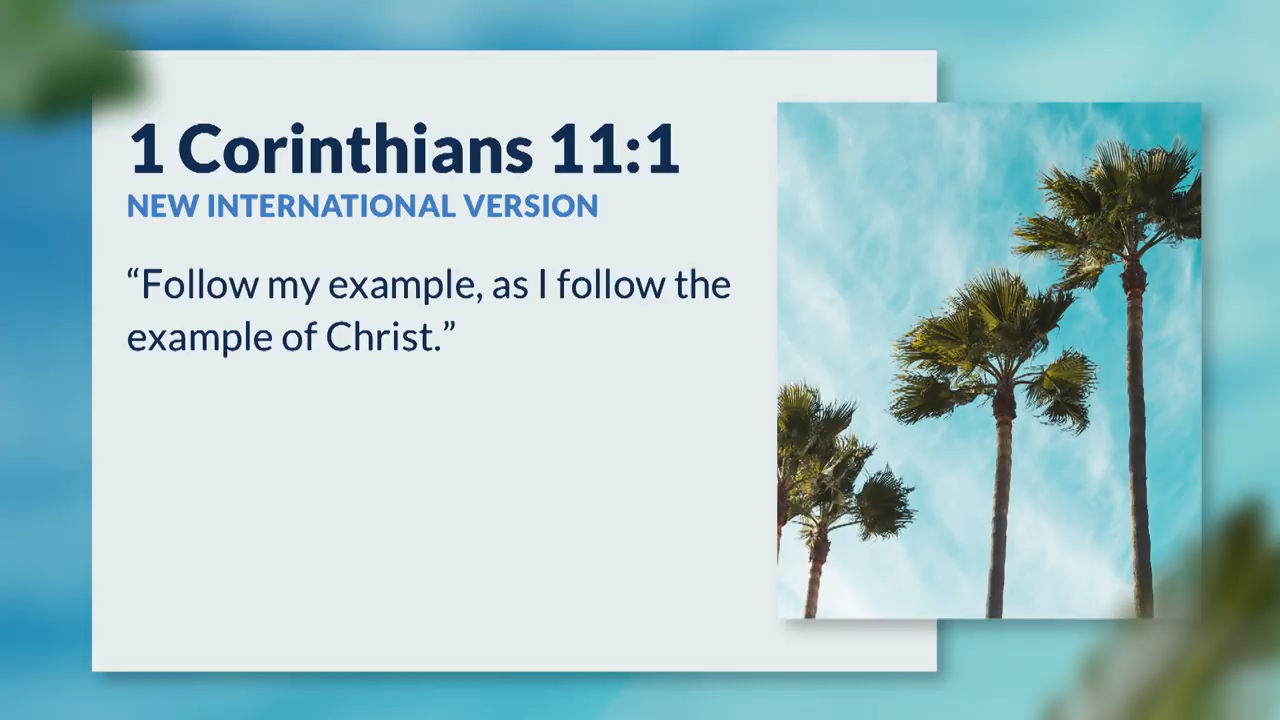 1 Corinthians 11:1
NEW INTERNATIONAL VERSION
“Follow my example, as I follow the
example of Christ.”